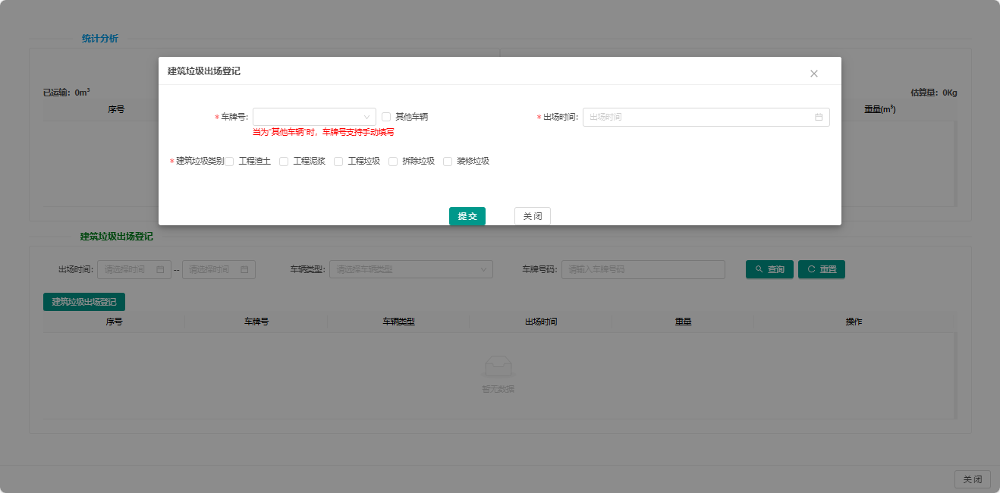 统计分析
建筑垃圾出场登记
已运输: 0m³
估算量: 0Kg
序号
重量(m³)
*车牌号:
其他车辆
*出场时间: 出场时间
当为"其他车辆"时，车牌号支持手动填写
*建筑垃圾类别 工程渣土 工程泥浆 工程垃圾 拆除垃圾 装修垃圾
提交 关闭
建筑垃圾出场登记
出场时间: 请选择时间 -- 请选择时间 车辆类型: 请选择车辆类型 车牌号码: 请输入车牌号码 查询 重置
建筑垃圾出场登记
序号 车牌号 车辆类型 出场时间 重量 操作
暂无数据
关闭